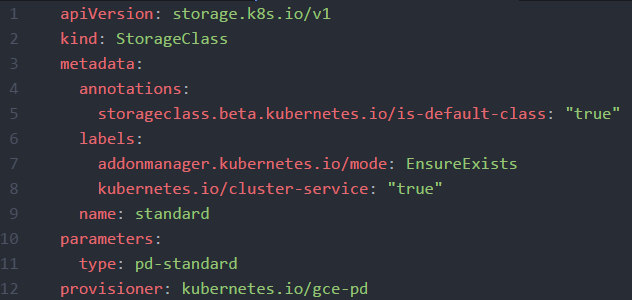 1 apiVersion: storage.k8s.io/v1
2 kind: StorageClass
3 metadata:
4   annotations:
5     storageclass.beta.kubernetes.io/is-default-class: "true"
6   labels:
7     addonmanager.kubernetes.io/mode: EnsureExists
8     kubernetes.io/cluster-service: "true"
9   name: standard
10 parameters:
11   type: pd-standard
12 provisioner: kubernetes.io/gce-pd